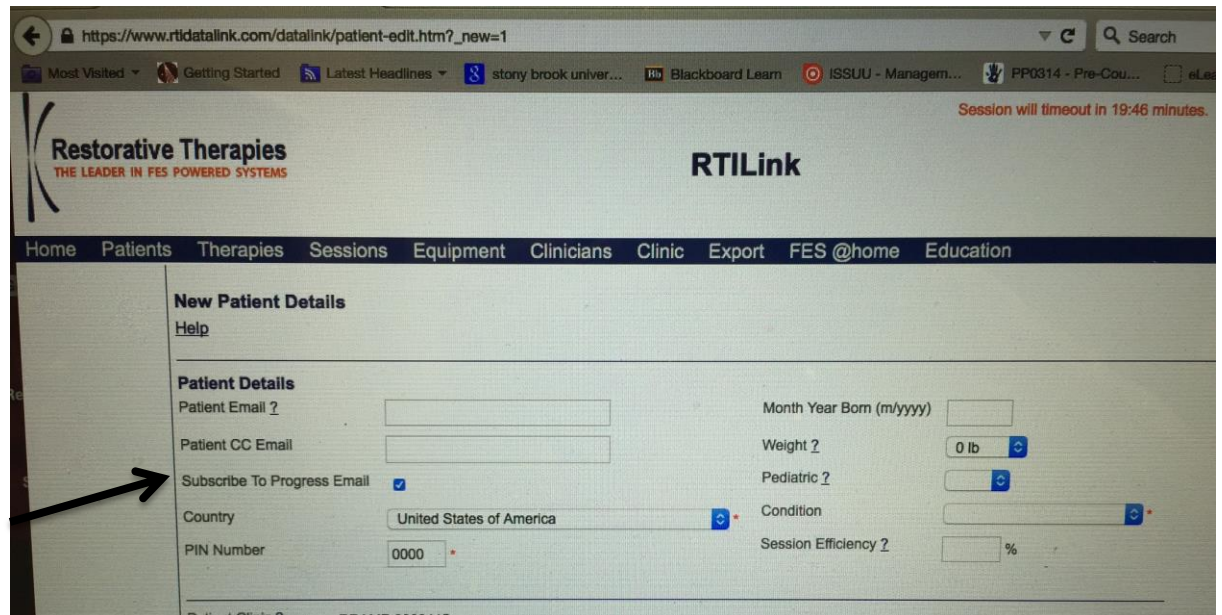 https://www.rtidatalink.com/datalink/patient-edit.htm?_new=1
Search
Most Visited
Getting Started
Latest Headlines
stony brook univer...
Bb
Blackboard Learn
ISSUU - Managem...
PP0314 - Pre-Cou...
Session will timeout in 19:46 minutes.
Restorative Therapies
THE LEADER IN FES POWERED SYSTEMS
RTILink
Home Patients Therapies Sessions Equipment Clinicians Clinic Export FES @home Education
New Patient Details
Help
Patient Details
Patient Email ?
Month Year Born (m/yyyy)
Patient CC Email
Weight ? 0 lb
Subscribe To Progress Email
Pediatric ?
Country United States of America *
Condition *
PIN Number 0000 *
Session Efficiency ? %